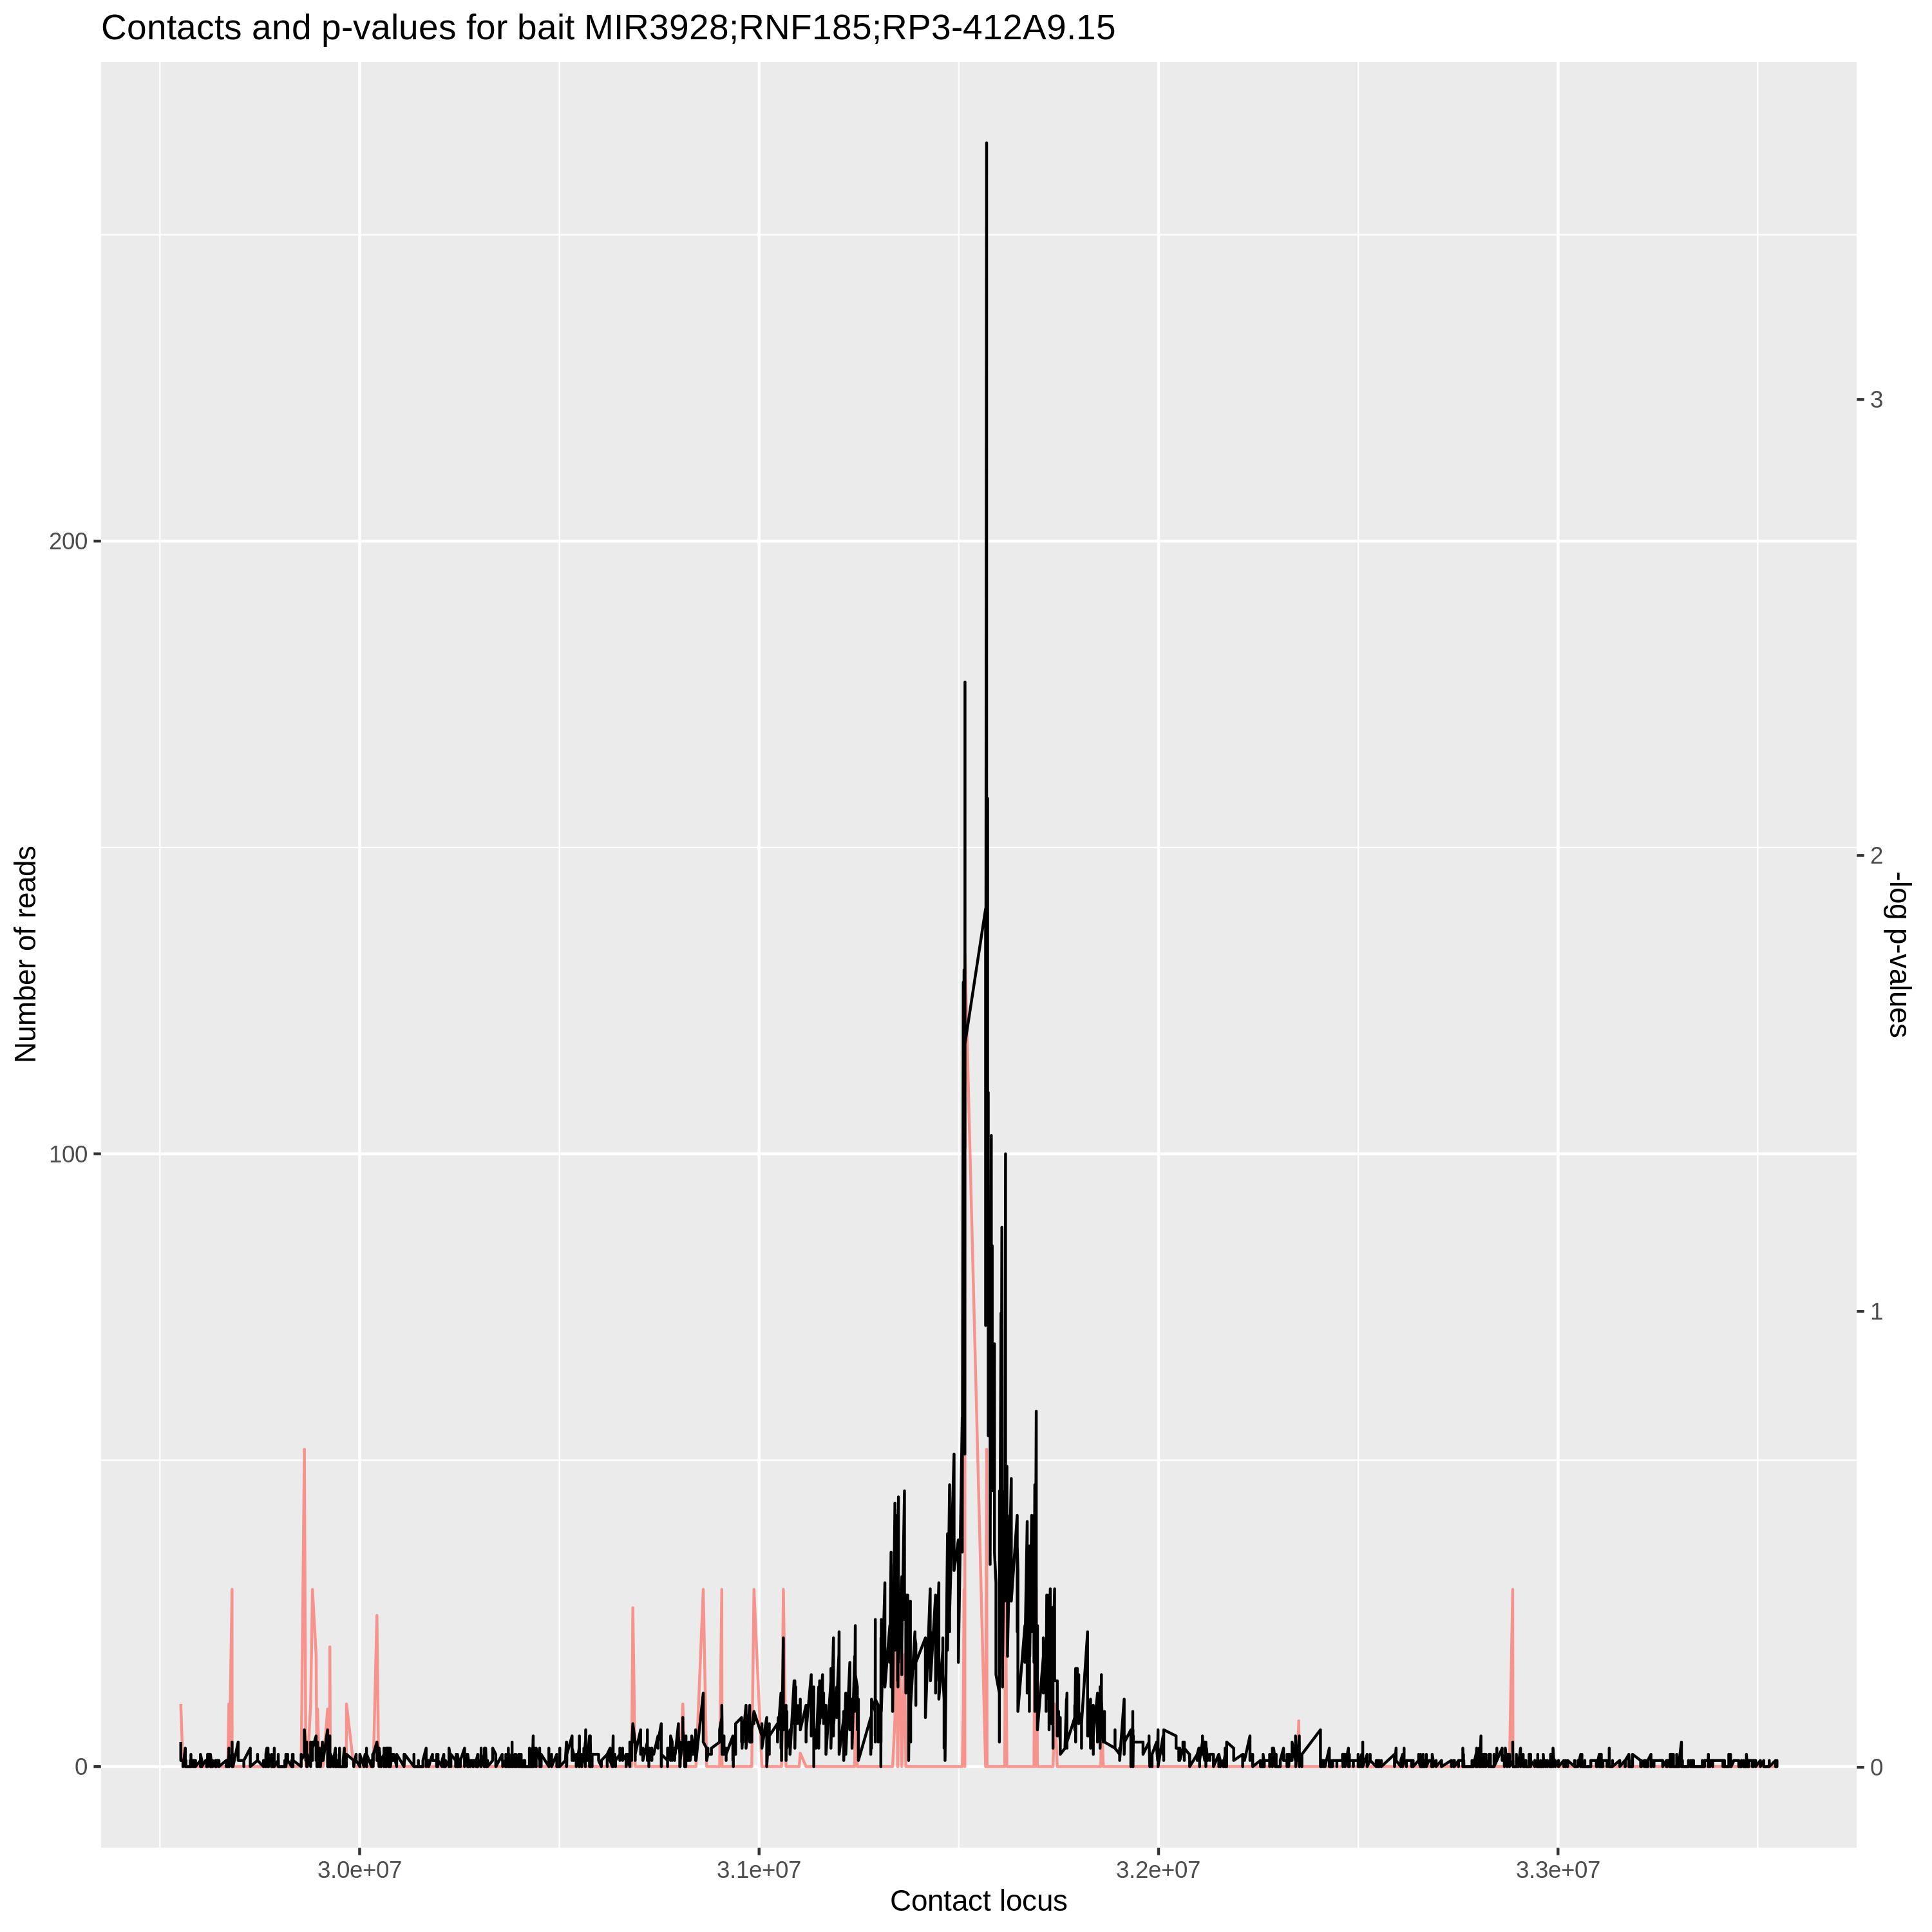 Contacts and p-values for bait MIR3928;RNF185;RP3-412A9.15
200
100
0
Number of reads
3
2
1
0
-log p-values
3.0e+07
3.1e+07
3.2e+07
3.3e+07
Contact locus